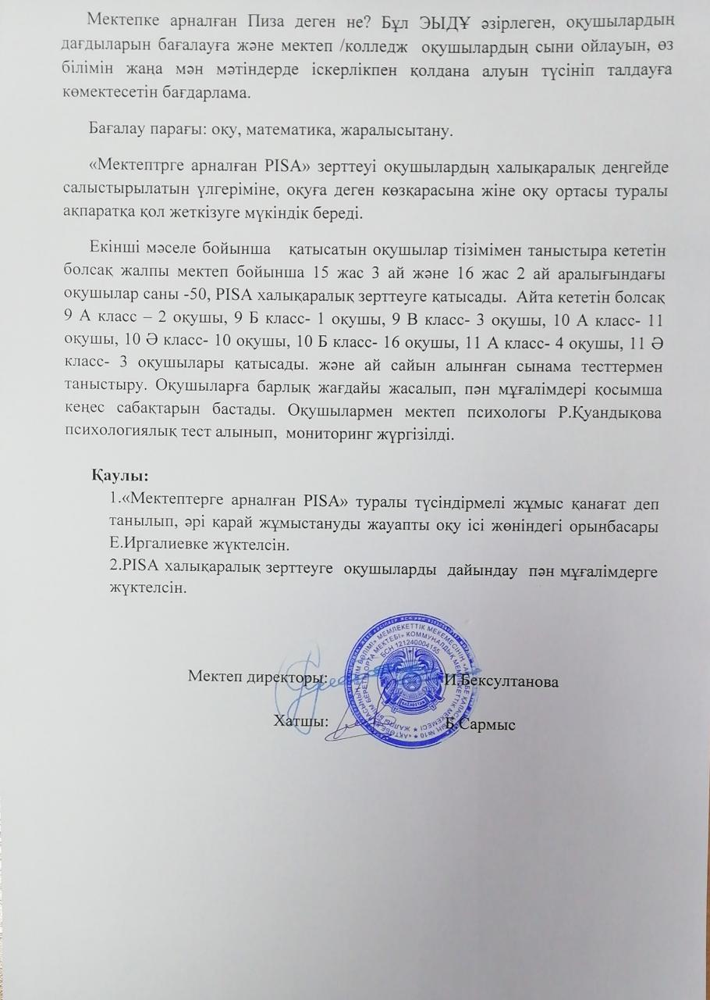 Мектепке арналған Пиза деген не? Бұл ЭЫДҰ әзірлеген, оқушылардың
дағдыларын бағалауға және мектеп /колледж оқушылардың сыни ойлауын, өз
білімін жаңа мән мәтіндерде іскерлікпен қолдана алуын түсініп талдауға
көмектесетін бағдарлама.
Бағалау парағы: оқу, математика, жаралысытану.
«Мектептрге арналған PISA» зерттеуі оқушылардың халықаралық деңгейде
салыстырылатын үлгеріміне, оқуға деген көзқарасына жіне оқу ортасы туралы
ақпаратқа қол жеткізуге мүкіндік береді.
Екінші мәселе бойынша қатысатын оқушылар тізімімен таныстыра кететін
болсақ жалпы мектеп бойынша 15 жас 3 ай және 16 жас 2 ай аралығындағы
оқушылар саны -50, PISA халықаралық зерттеуге қатысады. Айта кететін болсақ
9 А класс – 2 оқушы, 9 Б класс- 1 оқушы, 9 В класс- 3 оқушы, 10 А класс- 11
оқушы, 10 Ә класс- 10 оқушы, 10 Б класс- 16 оқушы, 11 А класс- 4 оқушы, 11 Ә
класс- 3 оқушылары қатысады. және ай сайын алынған сынама тесттермен
таныстыру. Оқушыларға барлық жағдайы жасалып, пән мұғалімдері қосымша
кеңес сабақтарын бастады. Оқушылармен мектеп психологы Р.Қуандықова
психологиялық тест алынып, мониторинг жүргізілді.
Қаулы:
1.«Мектептерге арналған PISA» туралы түсіндірмелі жұмыс қанағат деп
танылып, әрі қарай жұмыстануды жауапты оқу ісі жөніндегі орынбасары
Е.Иргалиевке жүктелсін.
2.PISA халықаралық зерттеуге оқушыларды дайындау пән мұғалімдерге
жүктелсін.
Мектеп директоры: И.Бексултанова
Хатшы: Б.Сармыс
БСН 121240004155
QAZAQSTAN